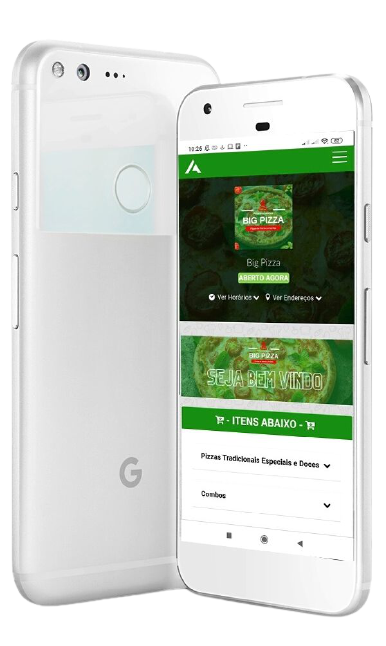 10:26
BIG PIZZA
Big Pizza
ABERTO AGORA
Ver Horários Ver Endereços
BIG PIZZA
SEJA BEM VINDO
- ITENS ABAIXO -
Pizzas Tradicionais Especiais e Doces
Combos
G